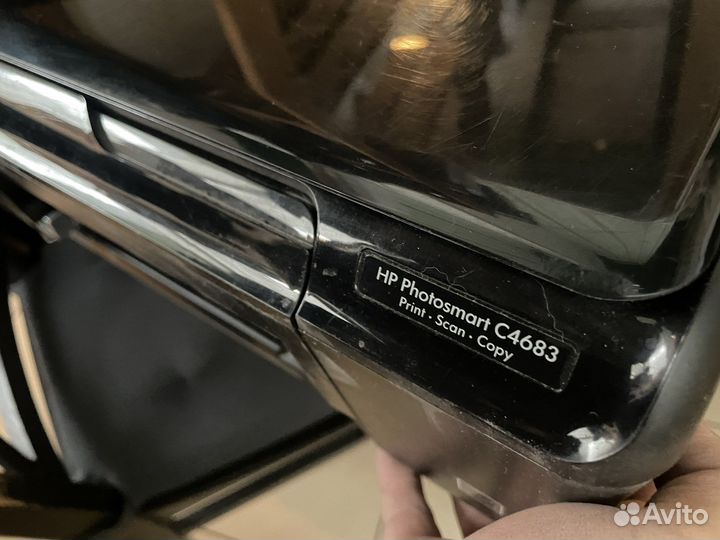 HP Photosmart C4683
Print · Scan · Copy
Avito